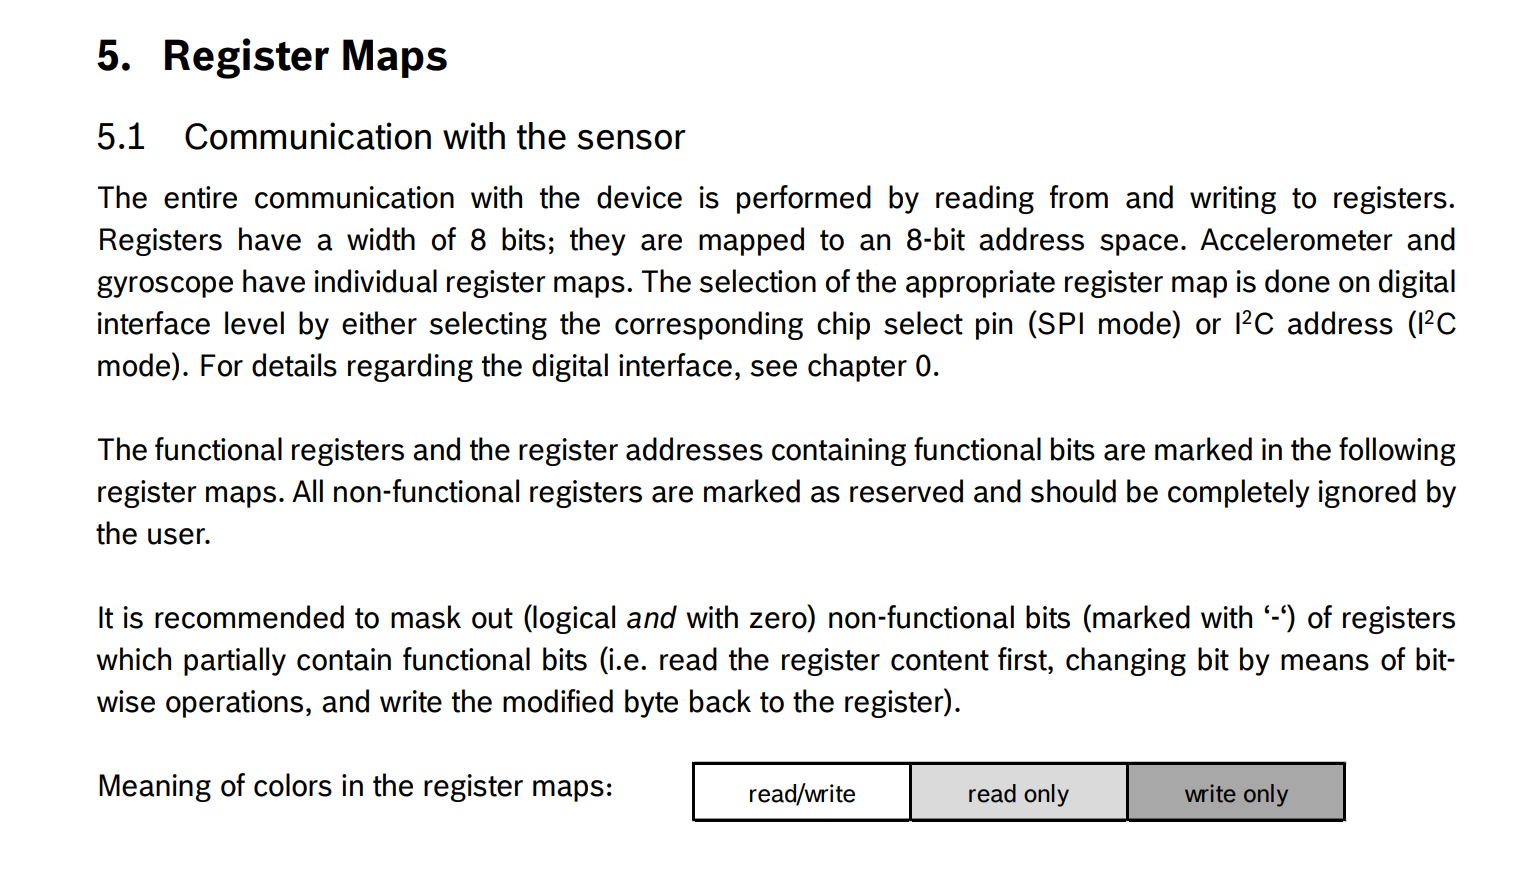 5. Register Maps
5.1 Communication with the sensor
The entire communication with the device is performed by reading from and writing to registers.
Registers have a width of 8 bits; they are mapped to an 8-bit address space. Accelerometer and
gyroscope have individual register maps. The selection of the appropriate register map is done on digital
interface level by either selecting the corresponding chip select pin (SPI mode) or I²C address (I²C
mode). For details regarding the digital interface, see chapter 0.
The functional registers and the register addresses containing functional bits are marked in the following
register maps. All non-functional registers are marked as reserved and should be completely ignored by
the user.
It is recommended to mask out (logical and with zero) non-functional bits (marked with ‘-‘) of registers
which partially contain functional bits (i.e. read the register content first, changing bit by means of bit-
wise operations, and write the modified byte back to the register).
Meaning of colors in the register maps: read/write read only write only